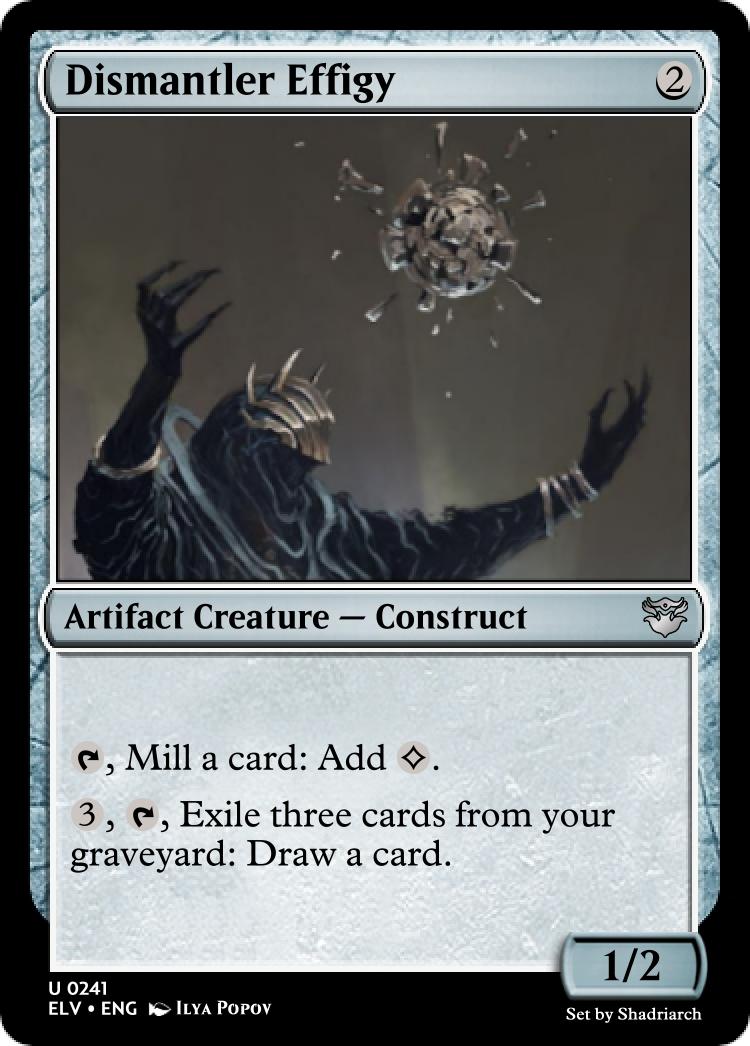 Dismantler Effigy 2
Artifact Creature — Construct
, Mill a card: Add .
3, , Exile three cards from your
graveyard: Draw a card.
1/2
U 0241
ELV • ENG Ilya Popov
Set by Shadriarch